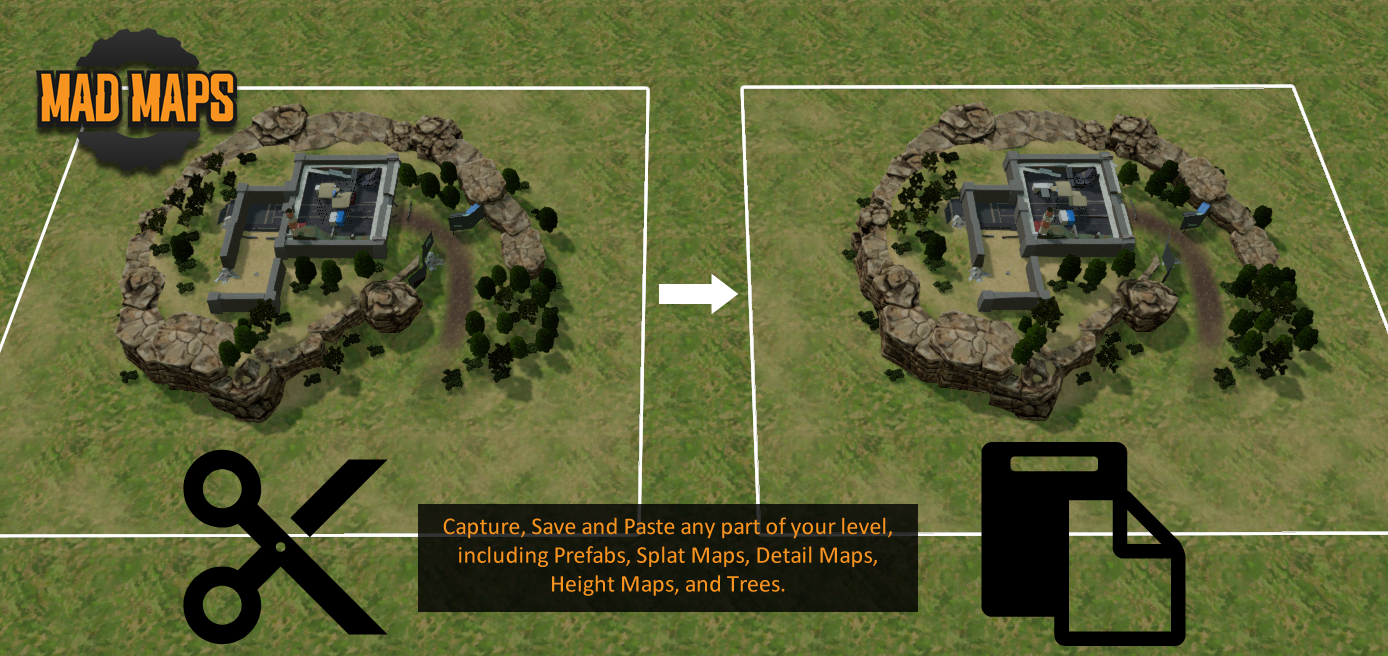 MAD MAPS
Capture, Save and Paste any part of your level,
including Prefabs, Splat Maps, Detail Maps,
Height Maps, and Trees.